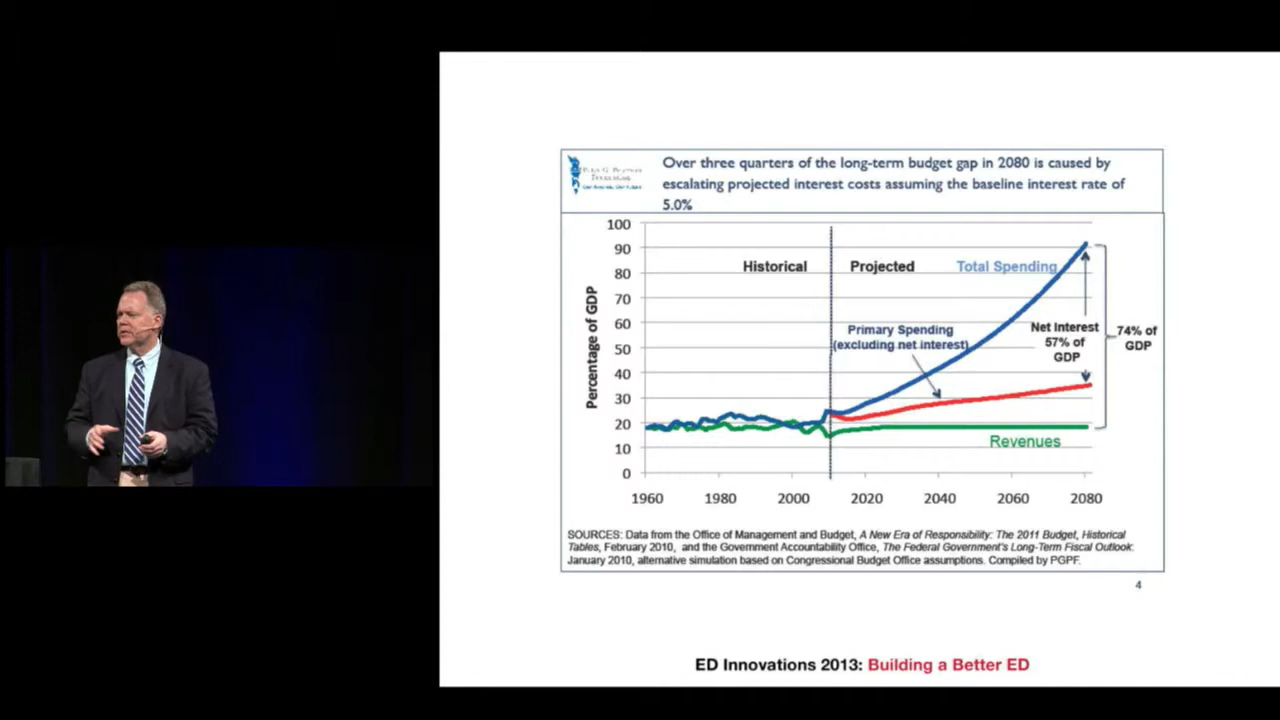 Over three quarters of the long-term budget gap in 2080 is caused by
escalating projected interest costs assuming the baseline interest rate of
5.0%
100
90
80
70
60
50
40
30
20
10
0
Percentage of GDP
Historical
Projected
Total Spending
Primary Spending
(excluding net interest)
Net Interest
57% of
GDP
74% of
GDP
Revenues
1960 1980 2000 2020 2040 2060 2080
SOURCES: Data from the Office of Management and Budget, A New Era of Responsibility: The 2011 Budget, Historical
Tables, February 2010, and the Government Accountability Office, The Federal Government's Long-Term Fiscal Outlook.
January 2010, alternative simulation based on Congressional Budget Office assumptions. Compiled by PGPF.
4
ED Innovations 2013: Building a Better ED